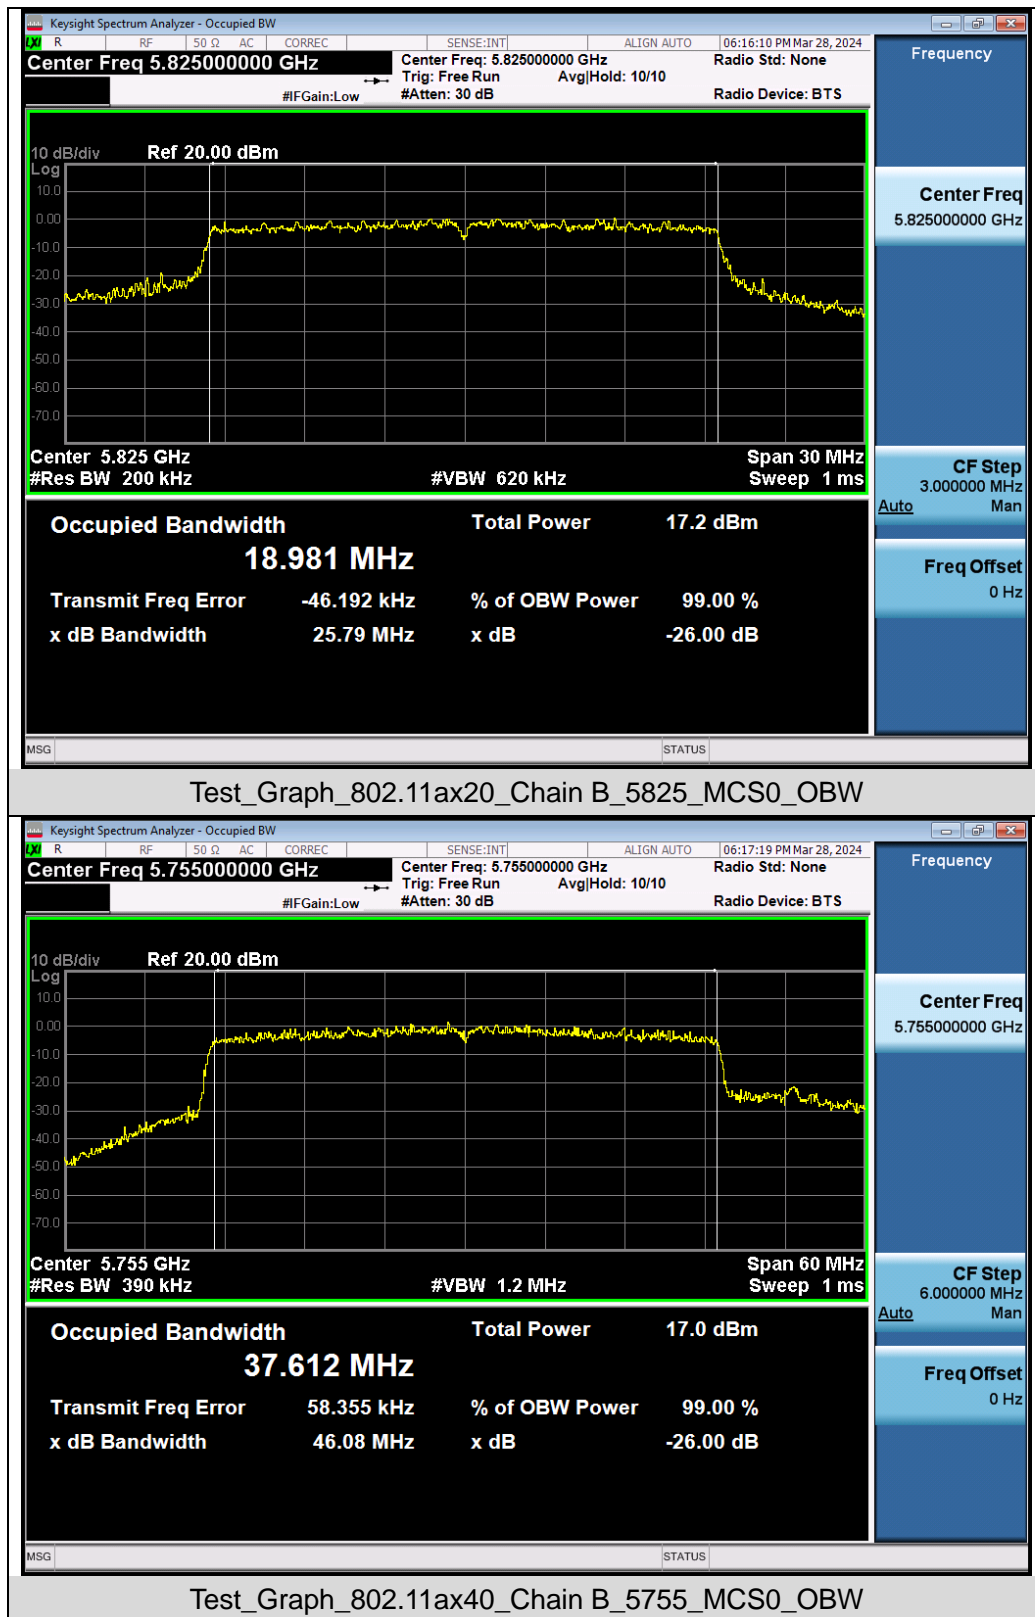 Keysight Spectrum Analyzer - Occupied BW
LXI R RF 50 Ω AC CORREC SENSE:INT ALIGN AUTO 06:16:10 PM Mar 28, 2024
Center Freq 5.825000000 GHz Center Freq: 5.825000000 GHz Radio Std: None
Trig: Free Run Avg|Hold: 10/10
#IFGain:Low #Atten: 30 dB Radio Device: BTS
10 dB/div Ref 20.00 dBm
Log
10.0
0.00
-10.0
-20.0
-30.0
-40.0
-50.0
-60.0
-70.0
Center 5.825 GHz Span 30 MHz
#Res BW 200 kHz #VBW 620 kHz Sweep 1 ms
Occupied Bandwidth Total Power 17.2 dBm
18.981 MHz
Transmit Freq Error -46.192 kHz % of OBW Power 99.00 %
x dB Bandwidth 25.79 MHz x dB -26.00 dB
MSG STATUS
Frequency
Center Freq
5.825000000 GHz
CF Step
3.000000 MHz
Auto Man
Freq Offset
0 Hz
Test_Graph_802.11ax20_Chain B_5825_MCS0_OBW
Keysight Spectrum Analyzer - Occupied BW
LXI R RF 50 Ω AC CORREC SENSE:INT ALIGN AUTO 06:17:19 PM Mar 28, 2024
Center Freq 5.755000000 GHz Center Freq: 5.755000000 GHz Radio Std: None
Trig: Free Run Avg|Hold: 10/10
#IFGain:Low #Atten: 30 dB Radio Device: BTS
10 dB/div Ref 20.00 dBm
Log
10.0
0.00
-10.0
-20.0
-30.0
-40.0
-50.0
-60.0
-70.0
Center 5.755 GHz Span 60 MHz
#Res BW 390 kHz #VBW 1.2 MHz Sweep 1 ms
Occupied Bandwidth Total Power 17.0 dBm
37.612 MHz
Transmit Freq Error 58.355 kHz % of OBW Power 99.00 %
x dB Bandwidth 46.08 MHz x dB -26.00 dB
MSG STATUS
Frequency
Center Freq
5.755000000 GHz
CF Step
6.000000 MHz
Auto Man
Freq Offset
0 Hz
Test_Graph_802.11ax40_Chain B_5755_MCS0_OBW